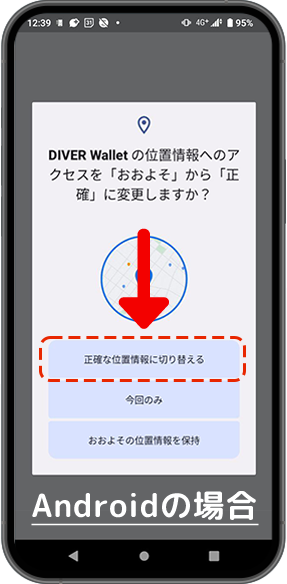 12:39 4G+ 95%
DIVER Wallet の位置情報へのア
クセスを「おおよそ」から「正
確」に変更しますか？
正確な位置情報に切り替える
今回のみ
おおよその位置情報を保持
Androidの場合